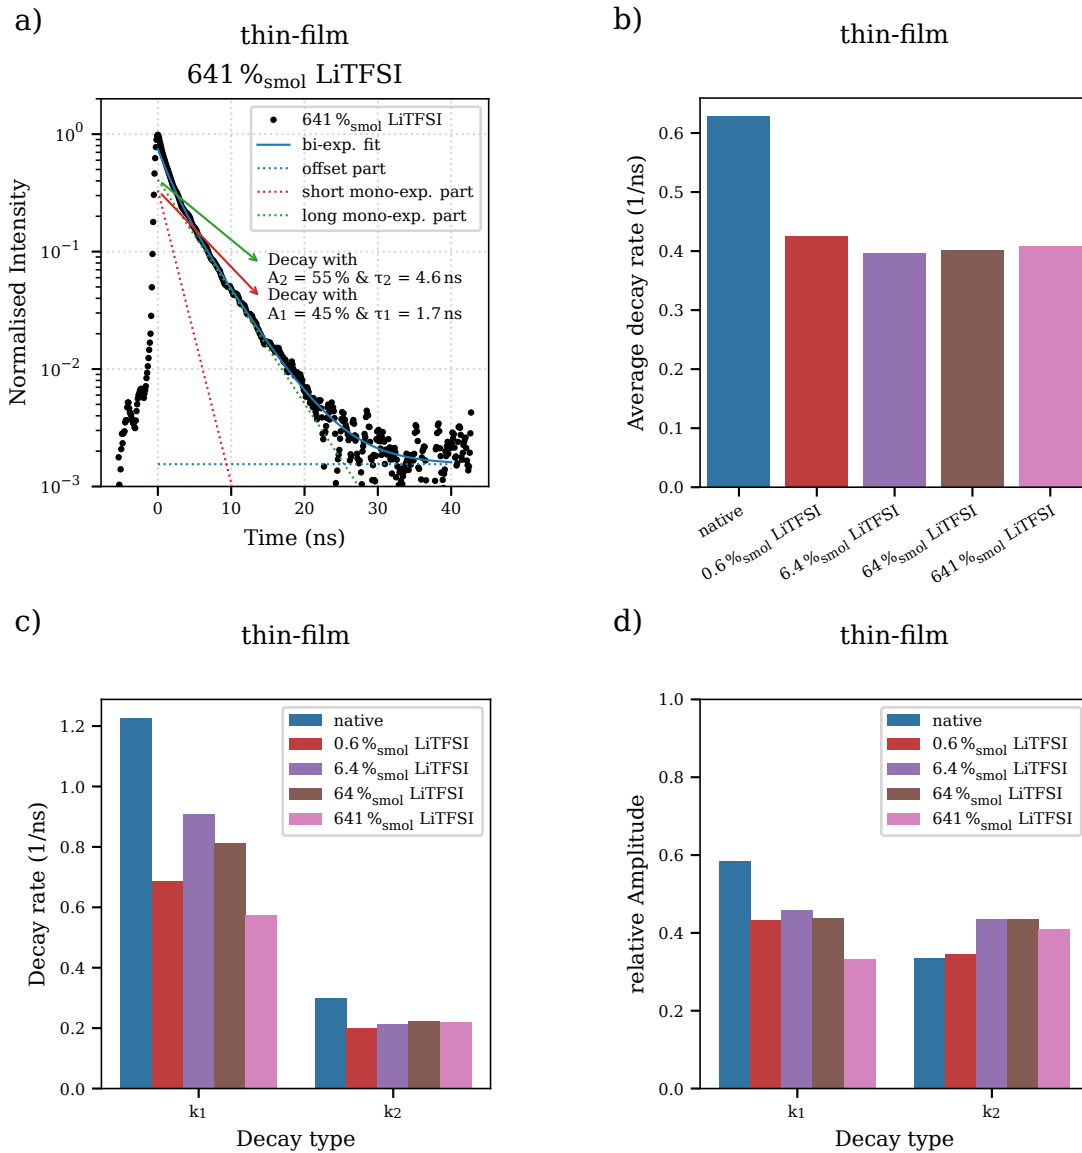 a)
thin-film
641 %smol LiTFSI
10⁰
10⁻¹
10⁻²
10⁻³
Normalised Intensity
641 %smol LiTFSI
bi-exp. fit
offset part
short mono-exp. part
long mono-exp. part
Decay with
A₂ = 55 % & τ₂ = 4.6 ns
Decay with
A₁ = 45 % & τ₁ = 1.7 ns
0 10 20 30 40
Time (ns)
b)
thin-film
0.6
0.5
0.4
0.3
0.2
0.1
0.0
Average decay rate (1/ns)
native
0.6 %smol LiTFSI
6.4 %smol LiTFSI
64 %smol LiTFSI
641 %smol LiTFSI
c)
thin-film
1.2
1.0
0.8
0.6
0.4
0.2
0.0
Decay rate (1/ns)
native
0.6 %smol LiTFSI
6.4 %smol LiTFSI
64 %smol LiTFSI
641 %smol LiTFSI
k₁ k₂
Decay type
d)
thin-film
1.0
0.8
0.6
0.4
0.2
0.0
relative Amplitude
native
0.6 %smol LiTFSI
6.4 %smol LiTFSI
64 %smol LiTFSI
641 %smol LiTFSI
k₁ k₂
Decay type